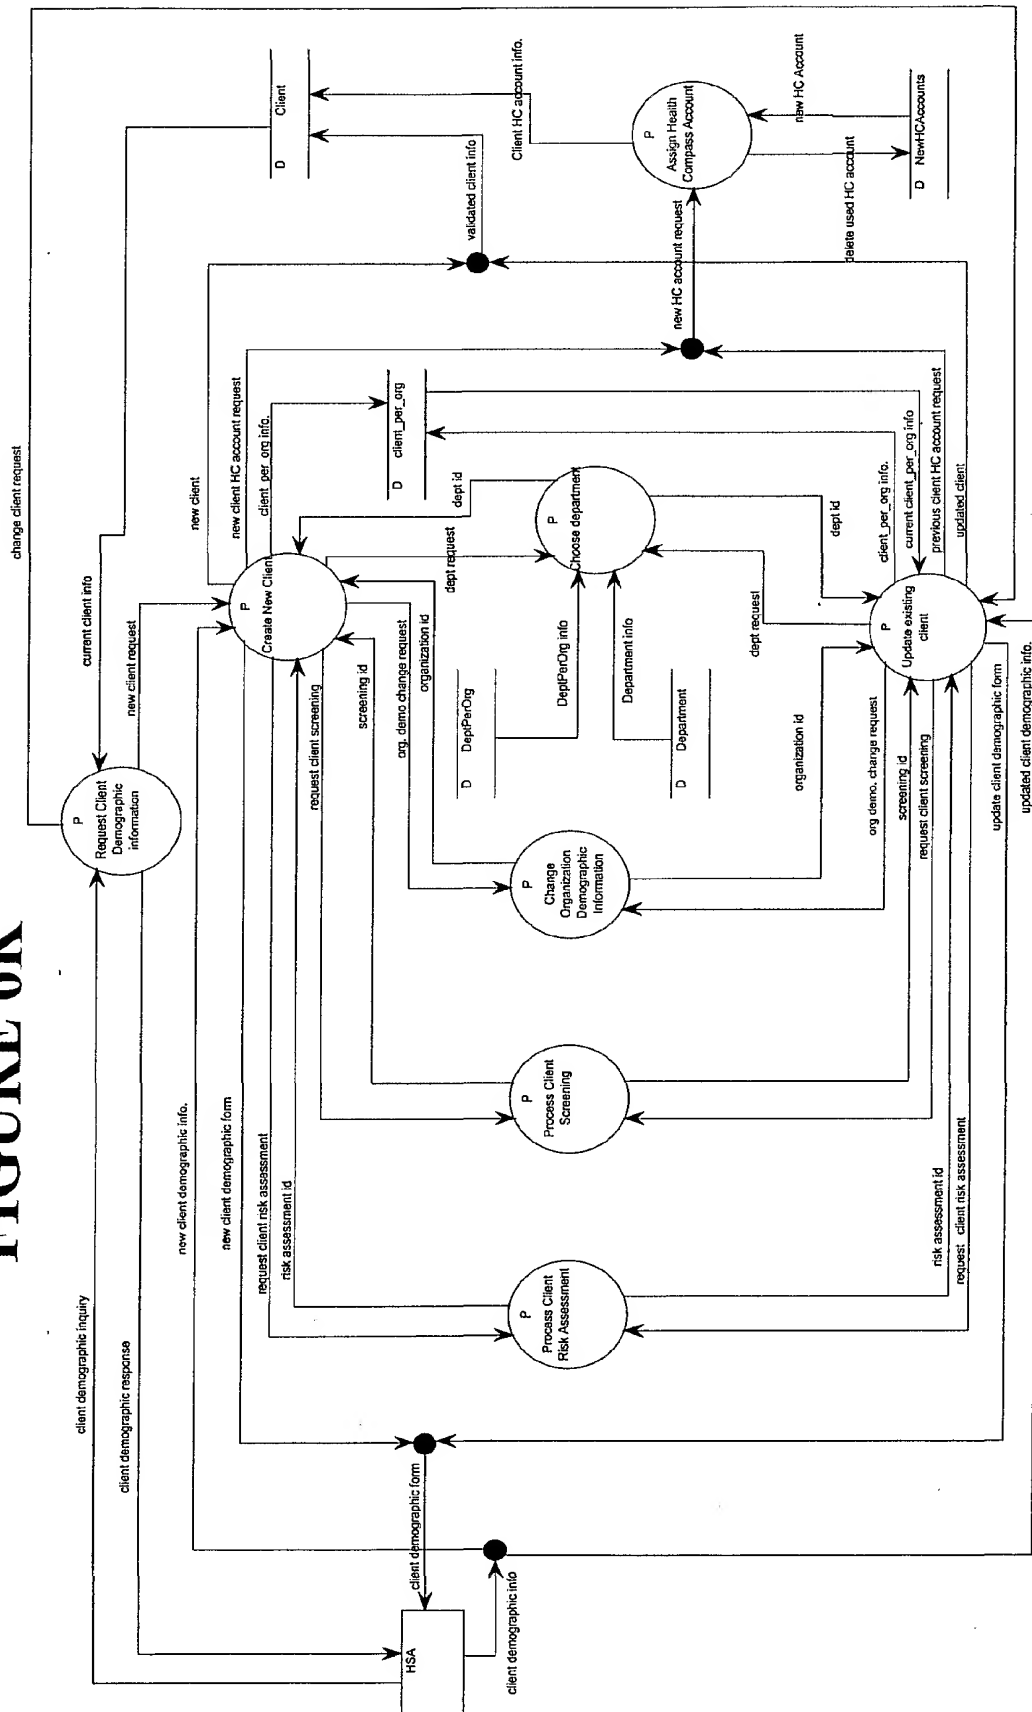 FIGURE 6K
change client request
current client info
new client request
P
Request Client
Demographic
information
client demographic inquiry
client demographic response
new client demographic info.
new client demographic form
request client risk assessment
risk assessment id
request client screening
screening id
org. demo change request
organization id
dept request
dept id
new client
new client HC account request
client_per_org info.
P
Create New Client
D
Client
validated client info
Client HC account info.
D
client_per_org
P
Assign Health
Compass Account
new HC account request
new HC Account
delete used HC account
D
NewHCAccounts
P
Choose department
D
DeptPerOrg
DeptPerOrg info
Department info
D
Department
dept id
dept request
organization id
P
Change
Organization
Demographic
Information
P
Process Client
Screening
P
Process Client
Risk Assessment
client_per_org info.
current client_per_org info
previous client HC account request
updated client
P
Update existing
client
org demo. change request
screening id
request client screening
risk assessment id
request client risk assessment
update client demographic form
updated client demographic info.
client demographic form
HSA
client demographic info